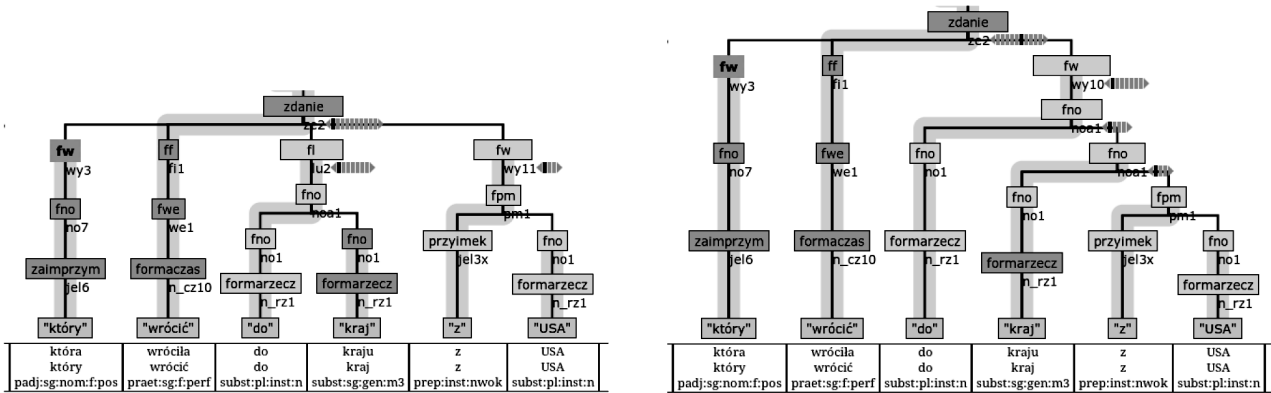 zdanie
ze2
fw ff fl fw
wy3 fi1 lu2 wy11
fno fwe fno fpm
no7 we1 noa1 pm1
fno fno przyimek fno
no1 no1 jel3x no1
zaimprzym formaczas formarzecz formarzecz formarzecz
jel6 n_cz10 n_rz1 n_rz1 n_rz1
"który" "wrócić" "do" "kraj" "z" "USA"
która wróciła do kraju z USA
który wrócić do kraj z USA
padj:sg:nom:f:pos praet:sg:f:perf subst:pl:inst:n subst:sg:gen:m3 prep:inst:nwok subst:pl:inst:n
zdanie
ze2
fw ff fw
wy3 fi1 wy10
fno
noa1
fno fwe fno fno
no7 we1 no1 noa1
fno fpm
no1 pm1
zaimprzym formaczas formarzecz formarzecz przyimek fno
jel6 n_cz10 n_rz1 n_rz1 jel3x no1
formarzecz
n_rz1
"który" "wrócić" "do" "kraj" "z" "USA"
która wróciła do kraju z USA
który wrócić do kraj z USA
padj:sg:nom:f:pos praet:sg:f:perf subst:pl:inst:n subst:sg:gen:m3 prep:inst:nwok subst:pl:inst:n